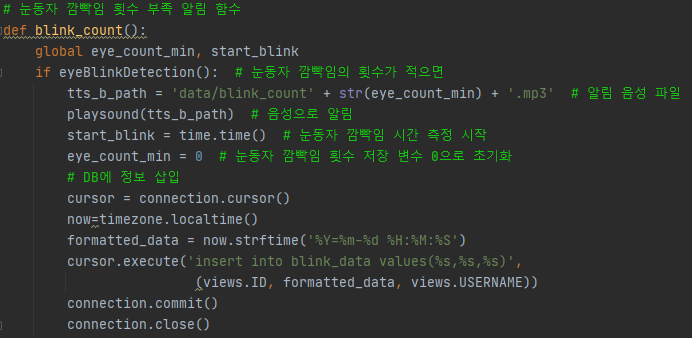 # 눈동자 깜빡임 횟수 부족 알림 함수
def blink_count():
    global eye_count_min, start_blink
    if eyeBlinkDetection():  # 눈동자 깜빡임의 횟수가 적으면
        tts_b_path = 'data/blink_count' + str(eye_count_min) + '.mp3'  # 알림 음성 파일
        playsound(tts_b_path)  # 음성으로 알림
        start_blink = time.time()  # 눈동자 깜빡임 시간 측정 시작
        eye_count_min = 0  # 눈동자 깜빡임 횟수 저장 변수 0으로 초기화
        # DB에 정보 삽입
        cursor = connection.cursor()
        now=timezone.localtime()
        formatted_data = now.strftime('%Y=%m-%d %H:%M:%S')
        cursor.execute('insert into blink_data values(%s,%s,%s)',
                       (views.ID, formatted_data, views.USERNAME))
        connection.commit()
        connection.close()